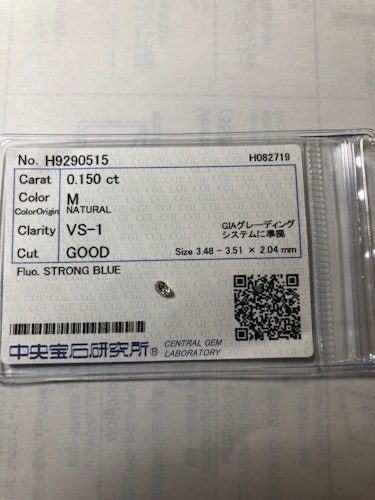 No. H9290515 H082719
Carat 0.150 ct
Color M
ColorOrigin NATURAL
Clarity VS-1
GIAグレーディング
システムに準拠
Cut GOOD Size 3.48 - 3.51 × 2.04 mm
Fluo. STRONG BLUE
中央宝石研究所® CENTRAL GEM
LABORATORY